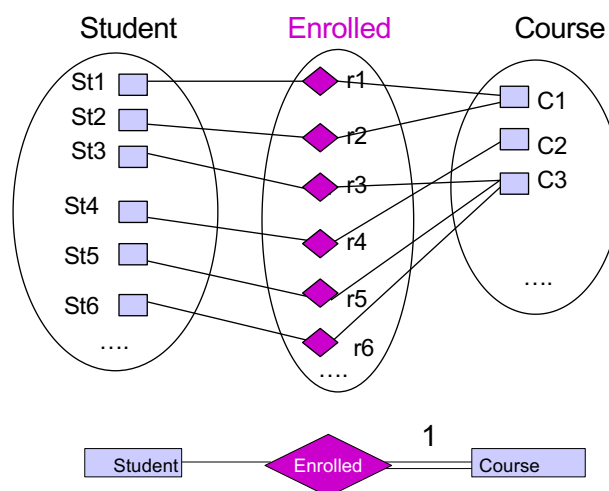 Student Enrolled Course
St1 r1 C1
St2 r2 C2
St3 r3 C3
St4 r4
St5 r5 ....
St6 r6
.... ....
1
Student Enrolled Course